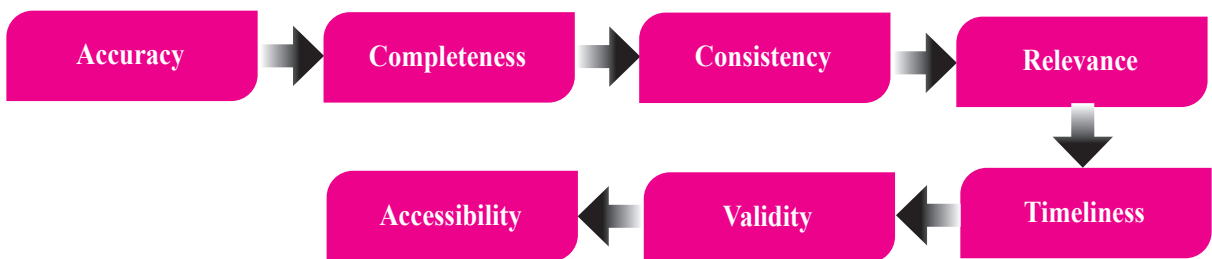 Accuracy
Completeness
Consistency
Relevance
Timeliness
Validity
Accessibility